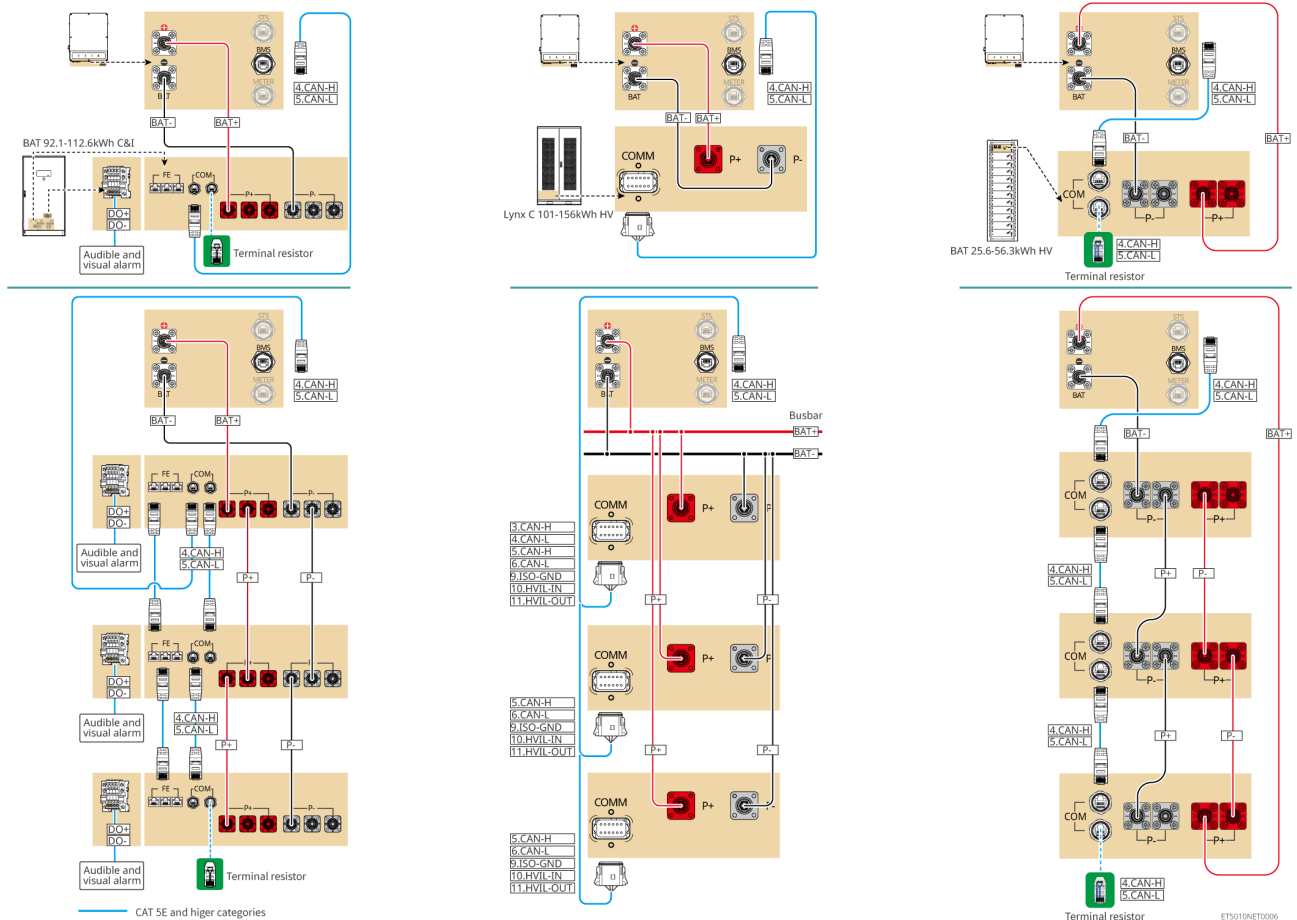 STS
BMS
METER
BAT
4.CAN-H
5.CAN-L
BAT-
BAT+
BAT 92.1-112.6kWh C&I
FE
COM
P+
P-
DO+
DO-
Audible and
visual alarm
Terminal resistor
STS
BMS
METER
BAT
4.CAN-H
5.CAN-L
BAT-
BAT+
COMM
P+
P-
Lynx C 101-156kWh HV
STS
BMS
METER
BAT
4.CAN-H
5.CAN-L
BAT-
BAT+
COM
P-
P+
BAT 25.6-56.3kWh HV
4.CAN-H
5.CAN-L
Terminal resistor
STS
BMS
METER
BAT
4.CAN-H
5.CAN-L
BAT-
BAT+
FE
COM
P+
P-
DO+
DO-
Audible and
visual alarm
4.CAN-H
5.CAN-L
P+
P-
FE
COM
DO+
DO-
Audible and
visual alarm
4.CAN-H
5.CAN-L
P+
P-
FE
COM
P+
P-
DO+
DO-
Audible and
visual alarm
Terminal resistor
CAT 5E and higer categories
STS
BMS
METER
BAT
4.CAN-H
5.CAN-L
Busbar
BAT+
BAT-
COMM
P+
3.CAN-H
4.CAN-L
5.CAN-H
6.CAN-L
9.ISO-GND
10.HVIL-IN
11.HVIL-OUT
P+
P-
COMM
P+
5.CAN-H
6.CAN-L
9.ISO-GND
10.HVIL-IN
11.HVIL-OUT
P+
P-
COMM
P+
P-
5.CAN-H
6.CAN-L
9.ISO-GND
10.HVIL-IN
11.HVIL-OUT
STS
BMS
METER
BAT
4.CAN-H
5.CAN-L
BAT-
BAT+
COM
P-
P+
4.CAN-H
5.CAN-L
P+
P-
COM
P-
P+
4.CAN-H
5.CAN-L
P+
P-
COM
P-
P+
4.CAN-H
5.CAN-L
Terminal resistor
ET5010NET0006